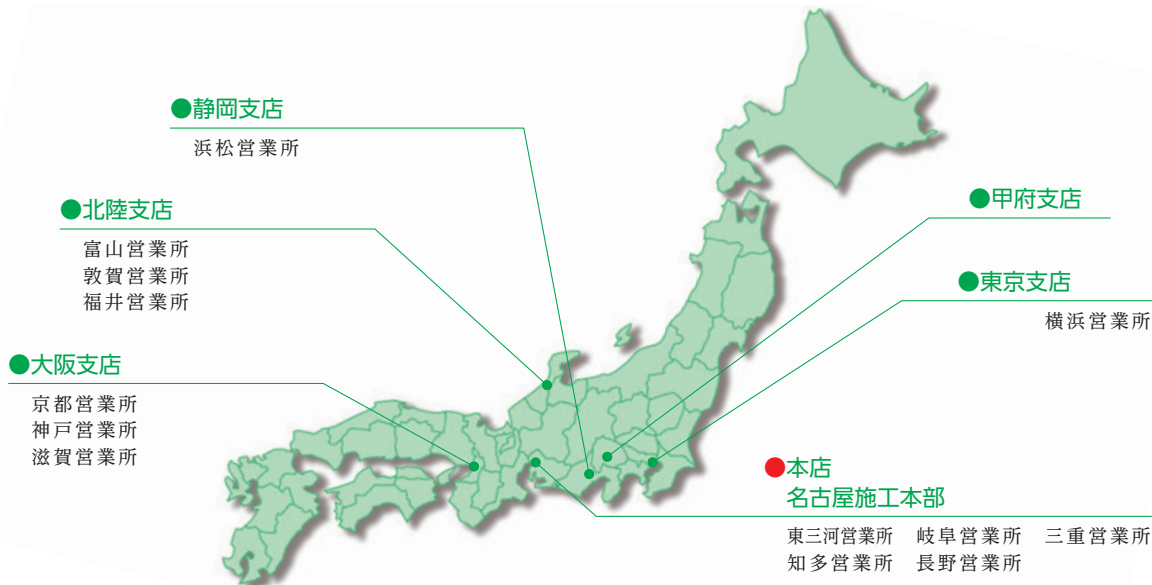 ●静岡支店
浜松営業所
●北陸支店
富山営業所
敦賀営業所
福井営業所
●大阪支店
京都営業所
神戸営業所
滋賀営業所
●甲府支店
●東京支店
横浜営業所
●本店
名古屋施工本部
東三河営業所 岐阜営業所 三重営業所
知多営業所 長野営業所